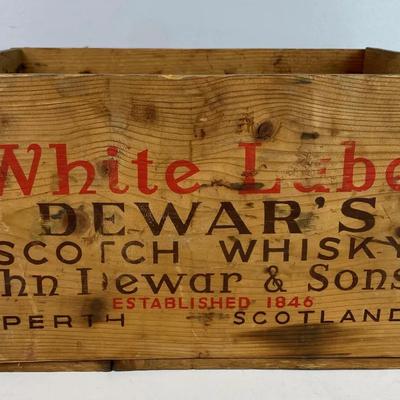 White Labe
DEWAR'S
SCOTCH WHISKY
hn Dewar & Sons
ESTABLISHED 1846
PERTH SCOTLAND